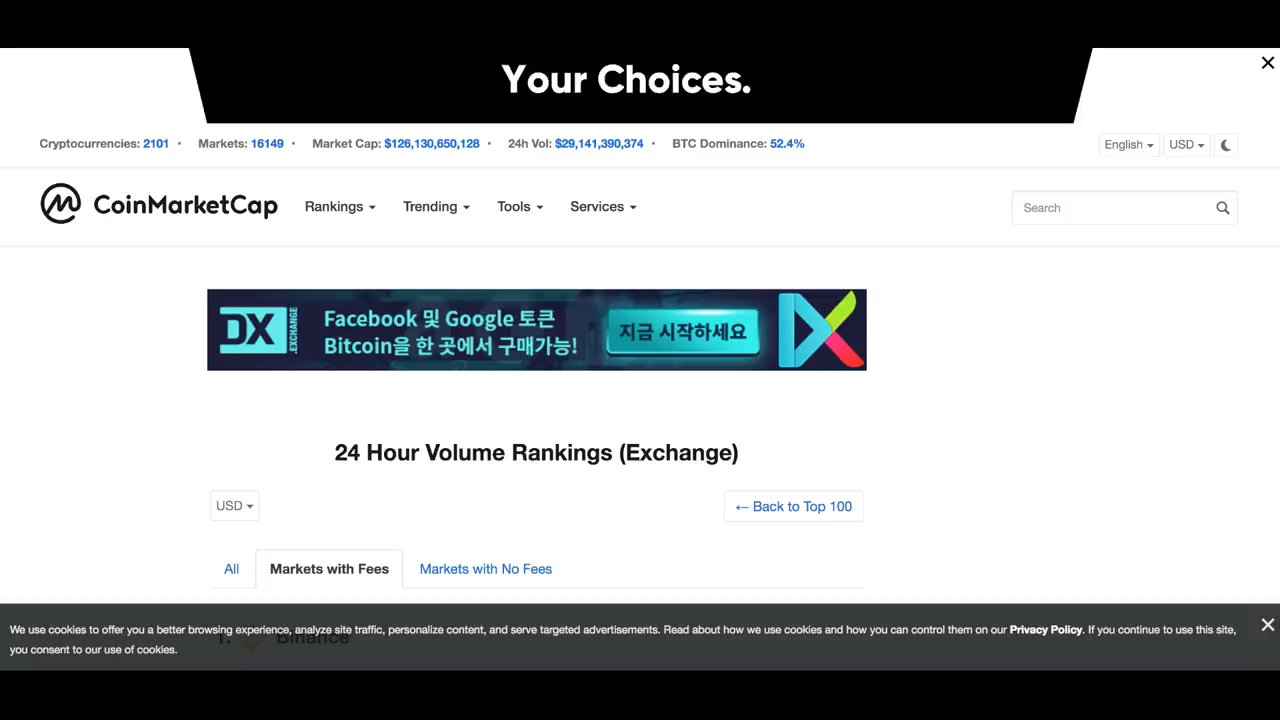 Your Choices.
Cryptocurrencies: 2101 • Markets: 16149 • Market Cap: $126,130,650,128 • 24h Vol: $29,141,390,374 • BTC Dominance: 52.4%
English USD
CoinMarketCap Rankings Trending Tools Services Search
DX .EXCHANGE
Facebook 및 Google 토큰
Bitcoin을 한 곳에서 구매가능!
지금 시작하세요
24 Hour Volume Rankings (Exchange)
USD ← Back to Top 100
All Markets with Fees Markets with No Fees
1. Binance
We use cookies to offer you a better browsing experience, analyze site traffic, personalize content, and serve targeted advertisements. Read about how we use cookies and how you can control them on our Privacy Policy. If you continue to use this site,
you consent to our use of cookies.